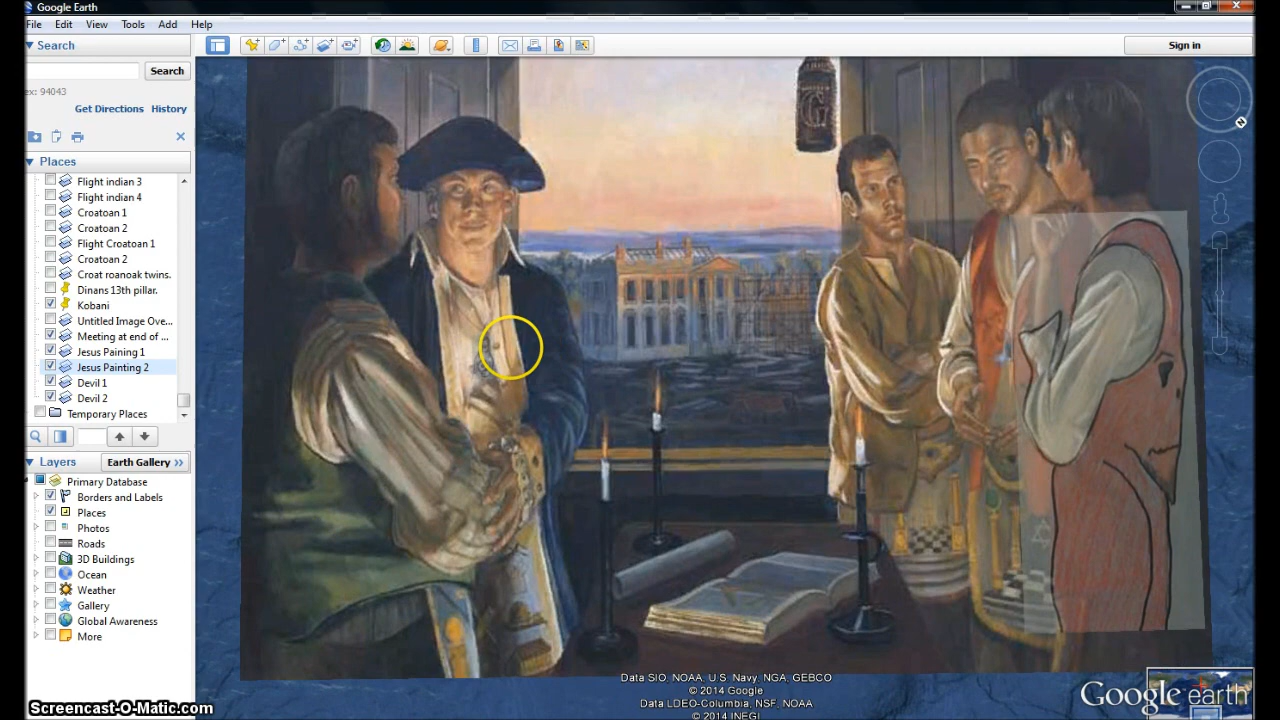 Google Earth
File Edit View Tools Add Help
Search
Sign in
Search
ex: 94043
Get Directions History
Places
Flight indian 3
Flight indian 4
Croatoan 1
Croatoan 2
Flight Croatoan 1
Croatoan 2
Croat roanoak twins.
Dinans 13th pillar.
Kobani
Untitled Image Ove...
Meeting at end of ...
Jesus Paining 1
Jesus Painting 2
Devil 1
Devil 2
Temporary Places
Layers
Earth Gallery >>
Primary Database
Borders and Labels
Places
Photos
Roads
3D Buildings
Ocean
Weather
Gallery
Global Awareness
More
G
Data SIO, NOAA, U.S. Navy, NGA, GEBCO
© 2014 Google
Data LDEO-Columbia, NSF, NOAA
© 2014 INEGI
Google earth
Screencast-O-Matic.com